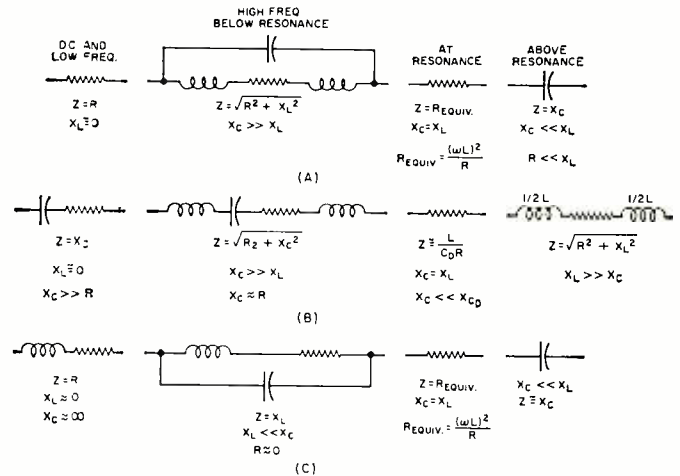 DC AND
LOW FREQ.
HIGH FREQ
BELOW RESONANCE
AT
RESONANCE
ABOVE
RESONANCE
Z=R
X_L≅0
Z=√R² + X_L²
X_C >> X_L
Z=R_EQUIV.
X_C=X_L
R_EQUIV = (ωL)²/R
Z=X_C
X_C << X_L
R << X_L
(A)
Z=X_C
X_L≅0
X_C >> R
Z=√R₂ + X_C²
X_C >> X_L
X_C ≈ R
Z≅ L/C_DR
X_C=X_L
X_C << X_CD
1/2L
1/2L
Z=√R² + X_L²
X_L >> X_C
(B)
Z=R
X_L≈0
X_C≈∞
Z=X_L
X_L<<X_C
R≈0
Z=R_EQUIV.
X_C=X_L
R_EQUIV.=(ωL)²/R
X_C << X_L
Z≅X_C
(C)